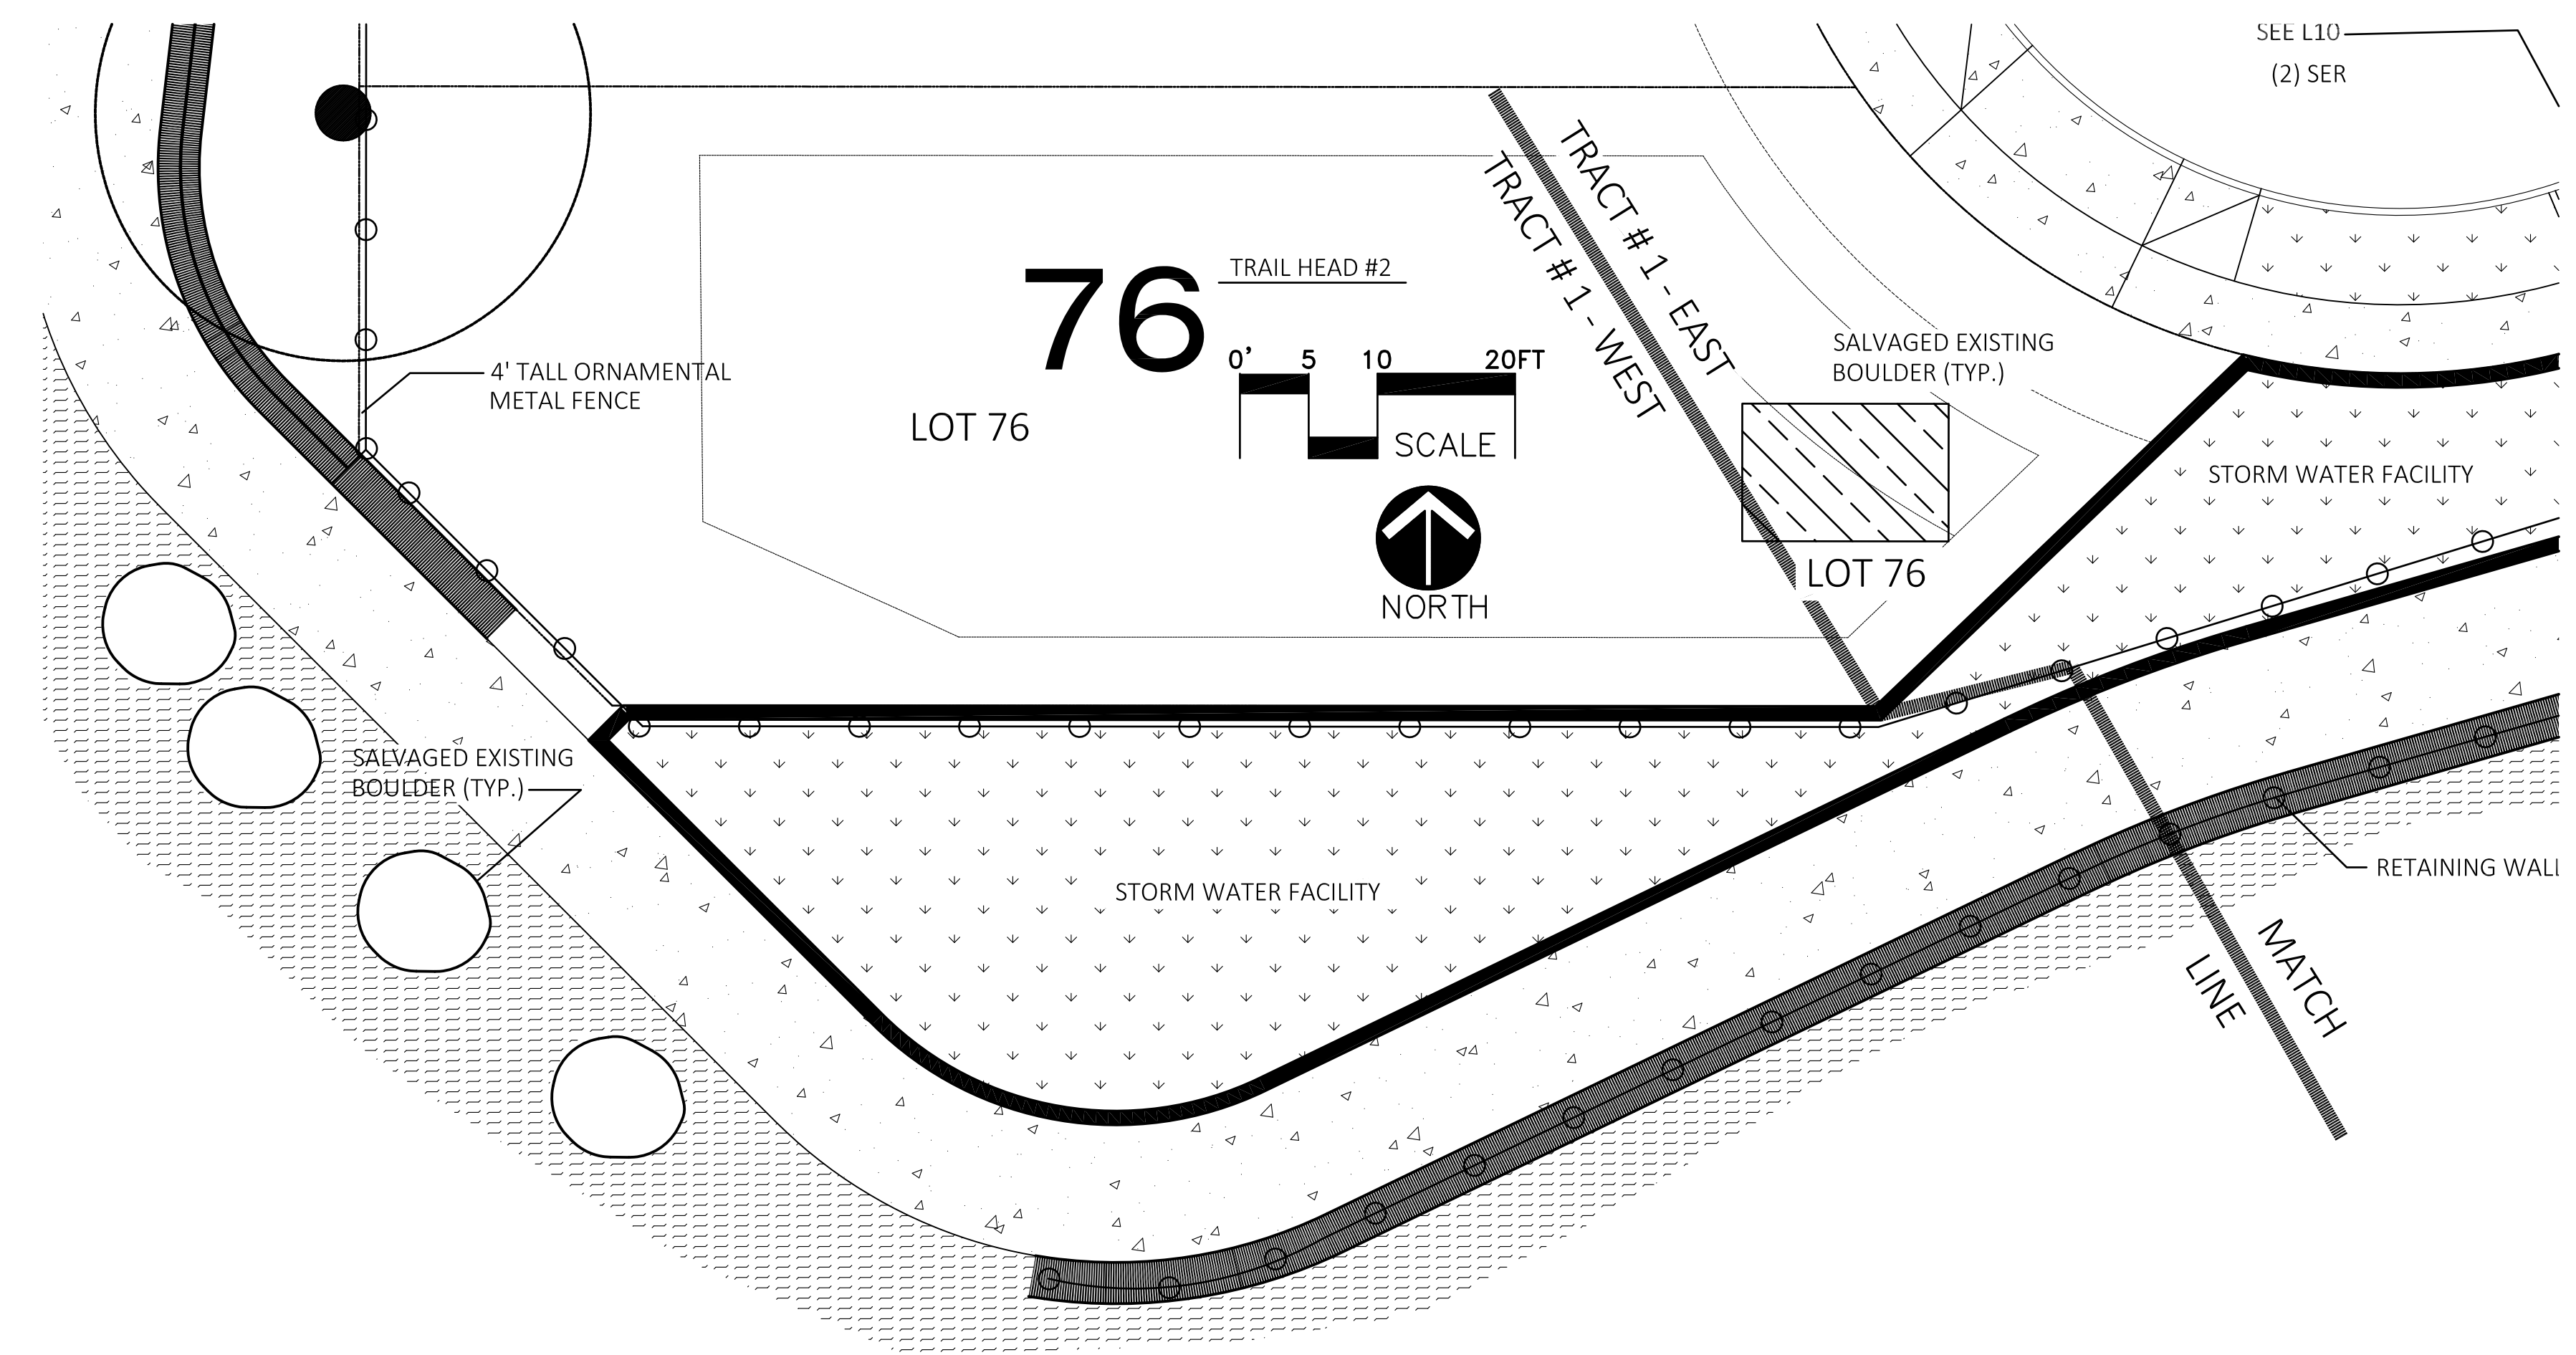 SEE L10
(2) SER
TRACT # 1 - EAST
TRACT # 1 - WEST
76
TRAIL HEAD #2
0' 5 10 20FT
SCALE
NORTH
4' TALL ORNAMENTAL
METAL FENCE
LOT 76
SALVAGED EXISTING
BOULDER (TYP.)
LOT 76
STORM WATER FACILITY
SALVAGED EXISTING
BOULDER (TYP.)
STORM WATER FACILITY
RETAINING WALL
MATCH
LINE